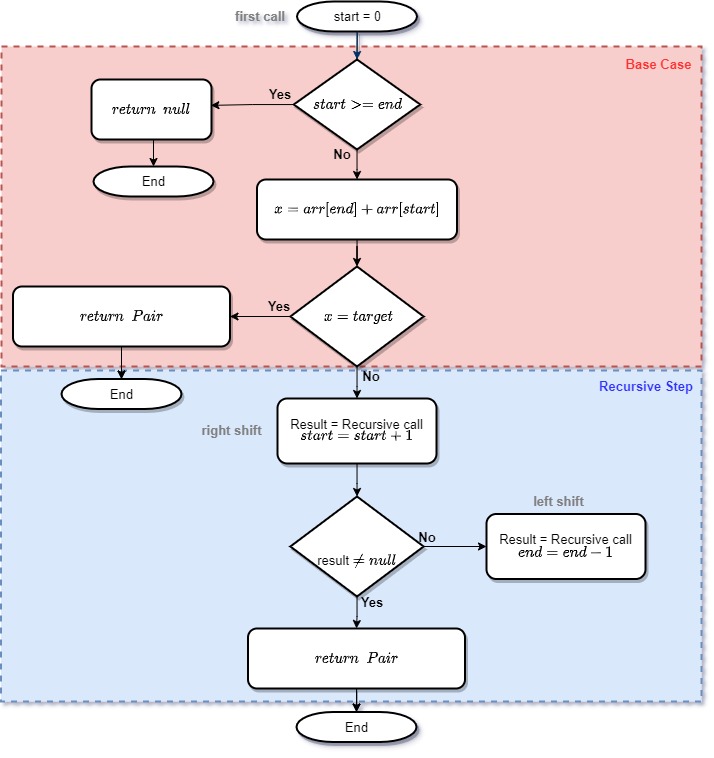 first call
start = 0
Base Case
start >= end
Yes
return null
No
End
x = arr[end] + arr[start]
Yes
return Pair
x = target
No
End
Recursive Step
right shift
Result = Recursive call
start = start + 1
left shift
No
Result = Recursive call
end = end − 1
result ≠ null
Yes
return Pair
End